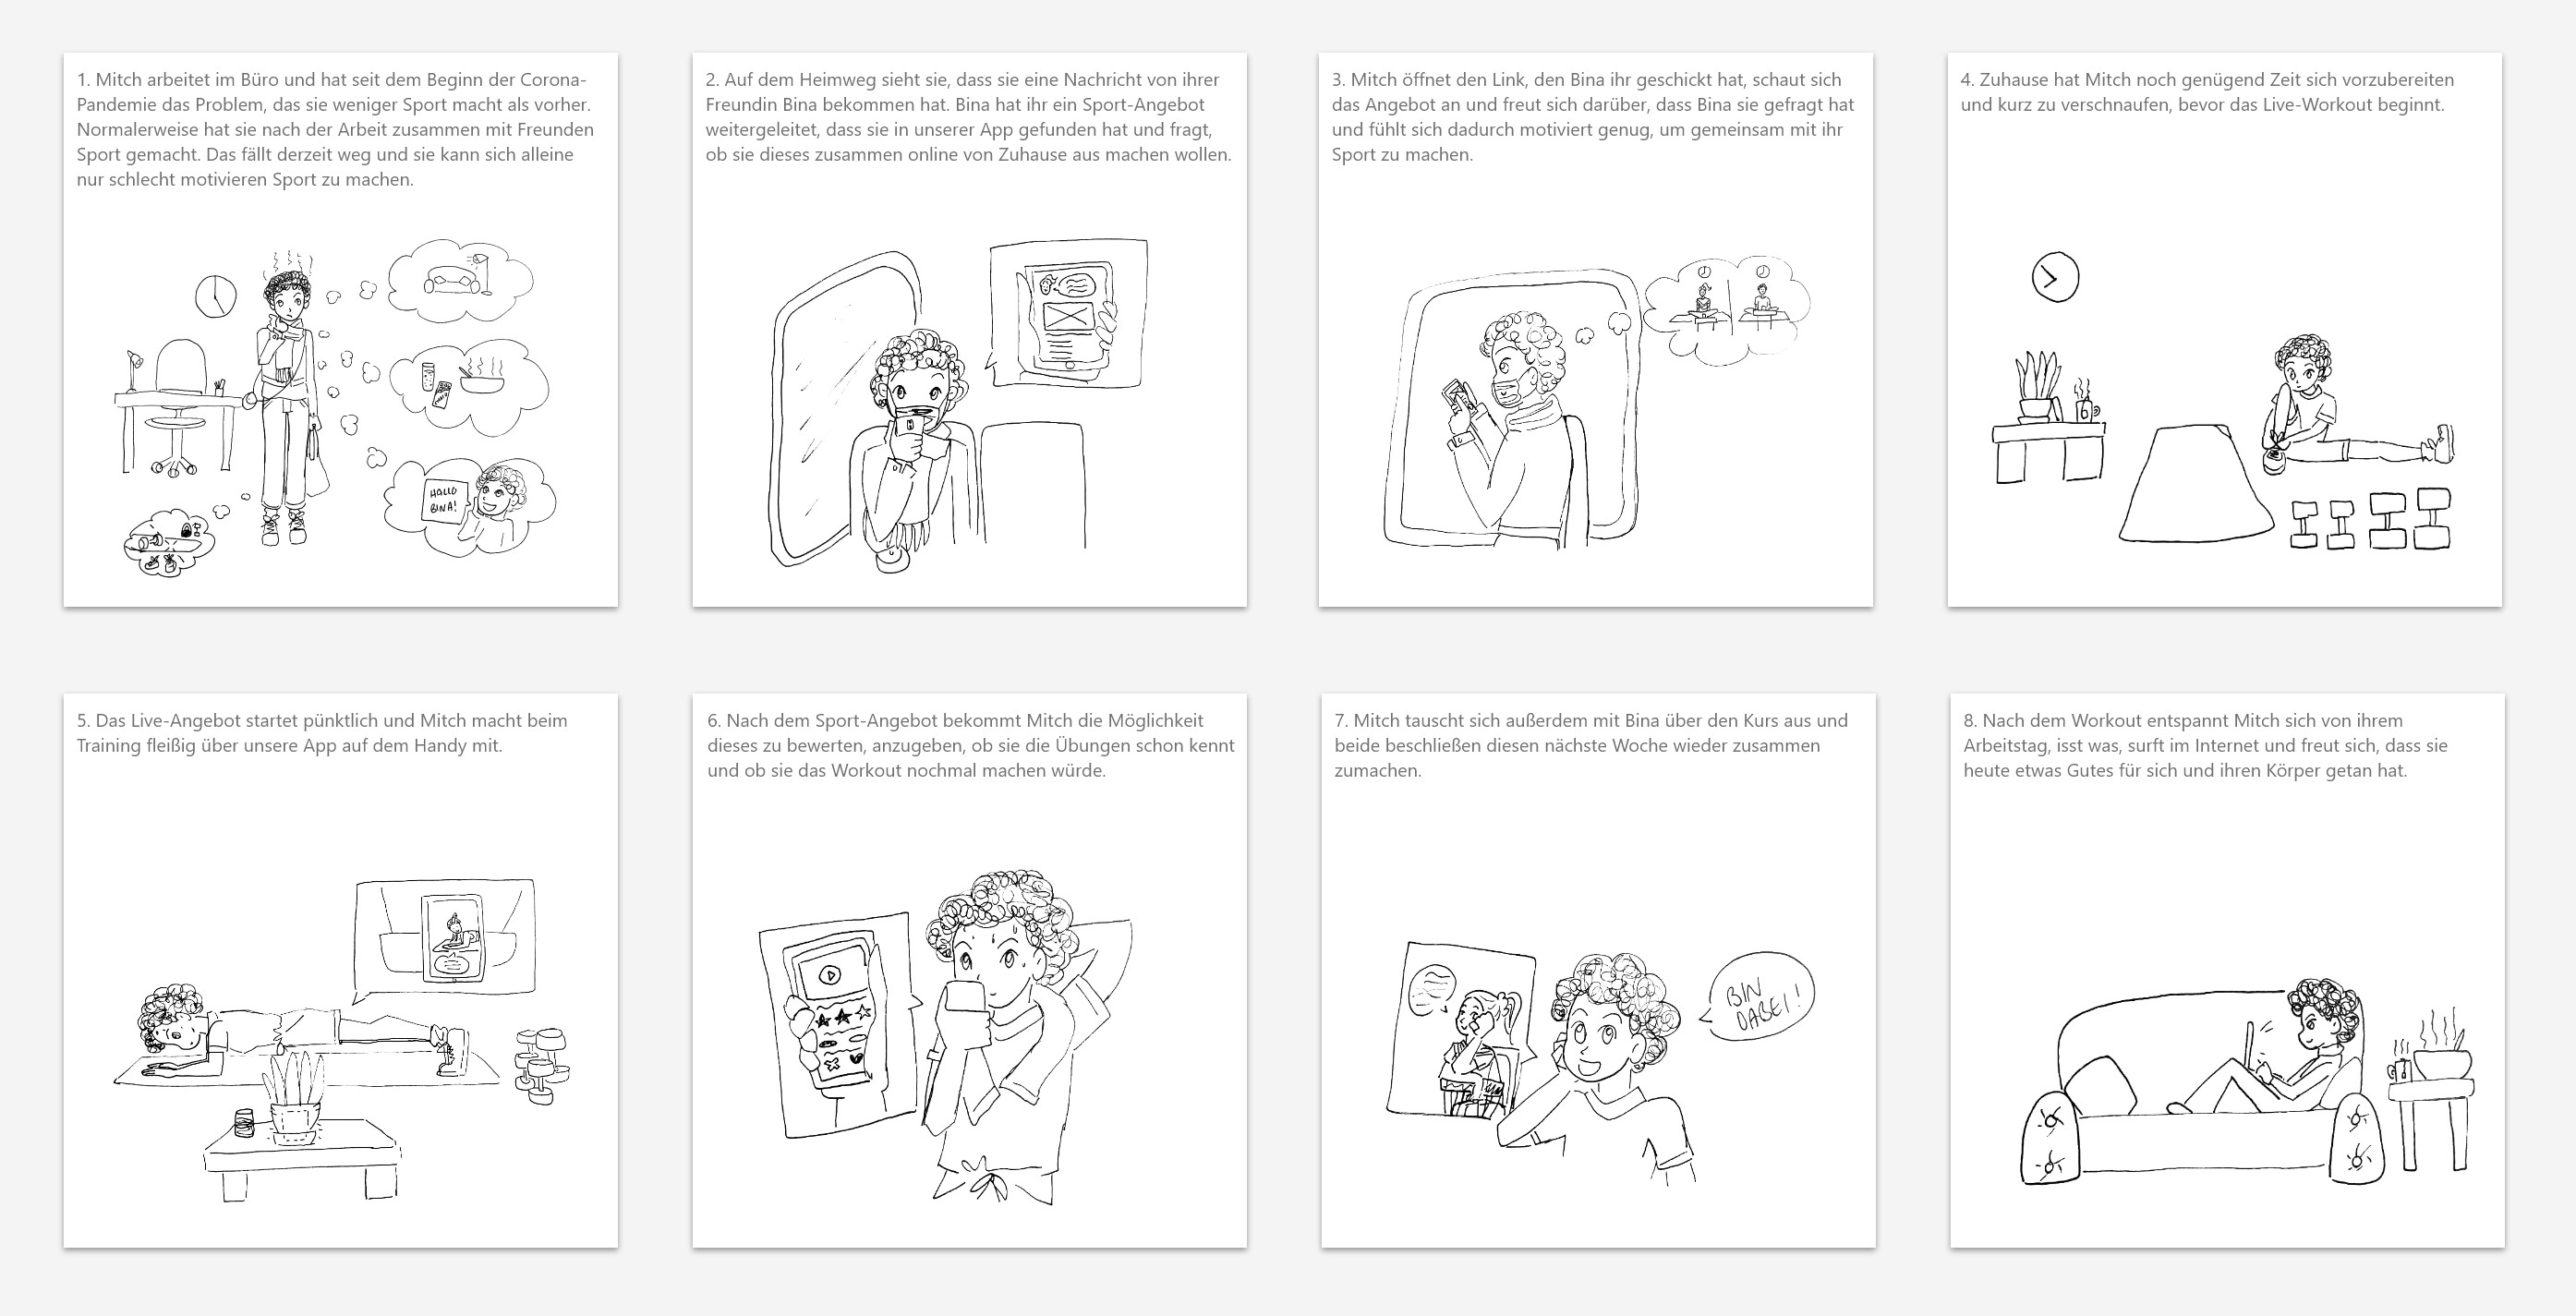 1. Mitch arbeitet im Büro und hat seit dem Beginn der Corona-
Pandemie das Problem, das sie weniger Sport macht als vorher.
Normalerweise hat sie nach der Arbeit zusammen mit Freunden
Sport gemacht. Das fällt derzeit weg und sie kann sich alleine
nur schlecht motivieren Sport zu machen.
HALLO
BINA!
2. Auf dem Heimweg sieht sie, dass sie eine Nachricht von ihrer
Freundin Bina bekommen hat. Bina hat ihr ein Sport-Angebot
weitergeleitet, dass sie in unserer App gefunden hat und fragt,
ob sie dieses zusammen online von Zuhause aus machen wollen.
3. Mitch öffnet den Link, den Bina ihr geschickt hat, schaut sich
das Angebot an und freut sich darüber, dass Bina sie gefragt hat
und fühlt sich dadurch motiviert genug, um gemeinsam mit ihr
Sport zu machen.
4. Zuhause hat Mitch noch genügend Zeit sich vorzubereiten
und kurz zu verschnaufen, bevor das Live-Workout beginnt.
5. Das Live-Angebot startet pünktlich und Mitch macht beim
Training fleißig über unsere App auf dem Handy mit.
6. Nach dem Sport-Angebot bekommt Mitch die Möglichkeit
dieses zu bewerten, anzugeben, ob sie die Übungen schon kennt
und ob sie das Workout nochmal machen würde.
7. Mitch tauscht sich außerdem mit Bina über den Kurs aus und
beide beschließen diesen nächste Woche wieder zusammen
zumachen.
BIN
DABEI!
8. Nach dem Workout entspannt Mitch sich von ihrem
Arbeitstag, isst was, surft im Internet und freut sich, dass sie
heute etwas Gutes für sich und ihren Körper getan hat.